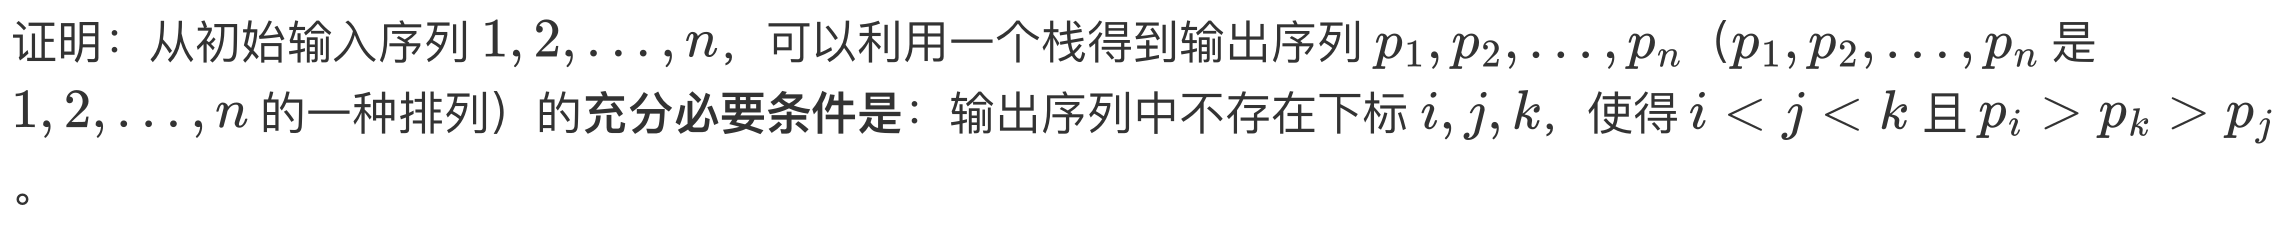 证明：从初始输入序列 1, 2, . . . , n，可以利用一个栈得到输出序列 p₁, p₂, . . . , pₙ（p₁, p₂, . . . , pₙ 是
1, 2, . . . , n 的一种排列）的充分必要条件是：输出序列中不存在下标 i, j, k，使得 i < j < k 且 pᵢ > pₖ > pⱼ
。